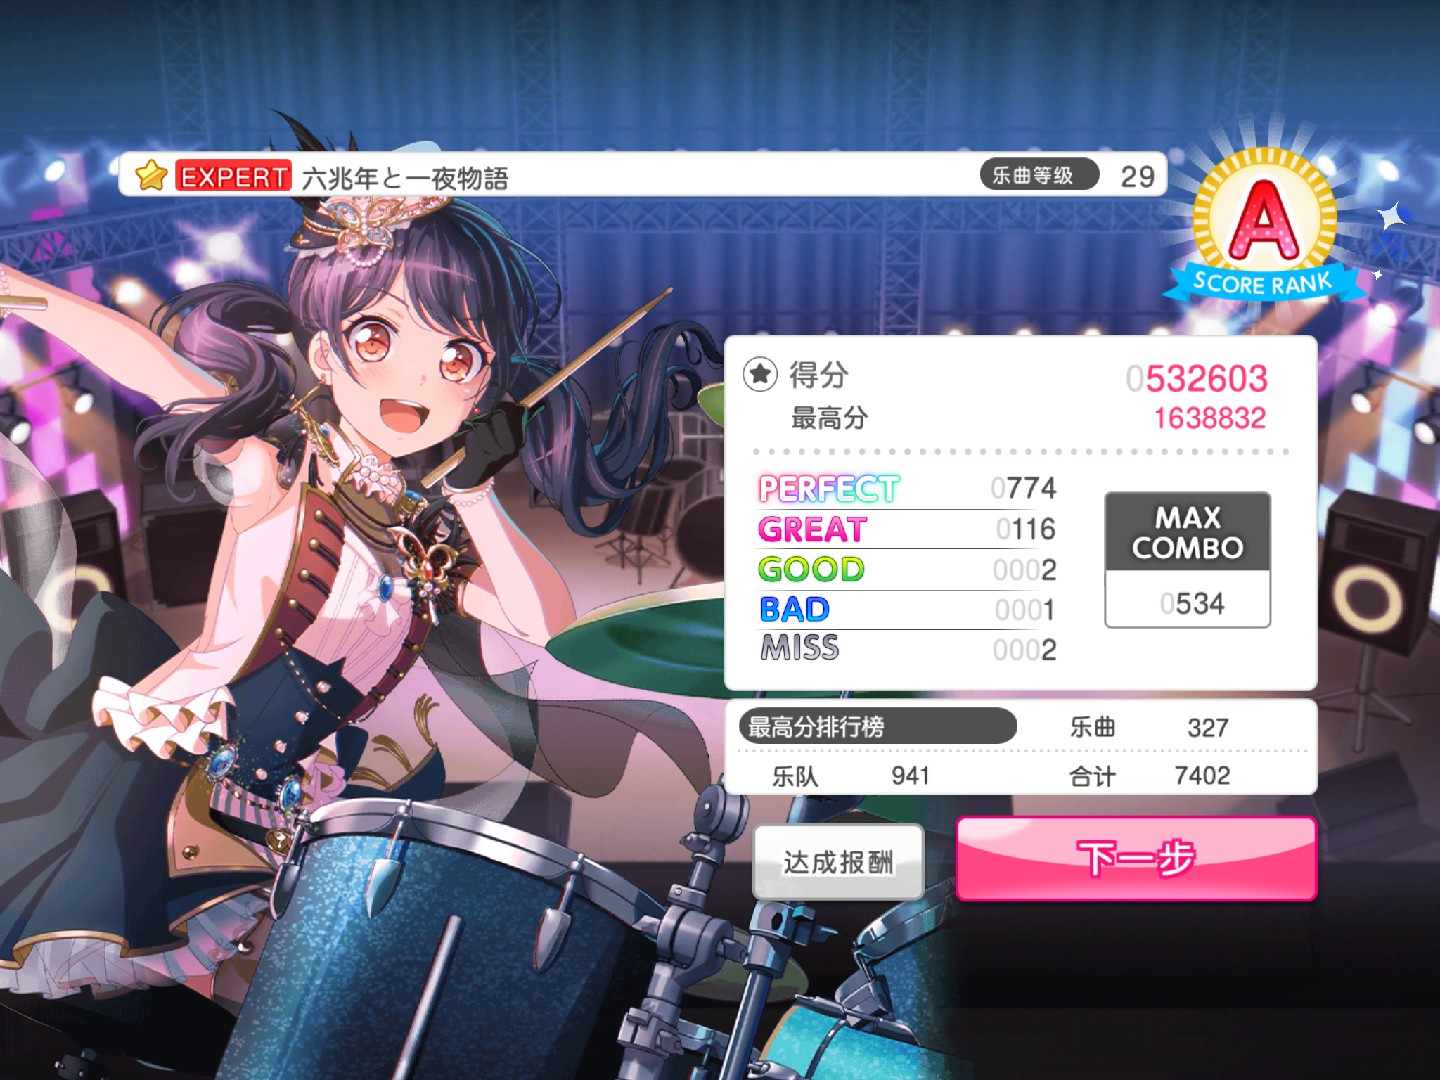 EXPERT 六兆年と一夜物語 乐曲等级 29
A
SCORE RANK
得分 0532603
最高分 1638832
PERFECT 0774
GREAT 0116
GOOD 0002
BAD 0001
MISS 0002
MAX
COMBO
0534
最高分排行榜 乐曲 327
乐队 941 合计 7402
达成报酬 下一步